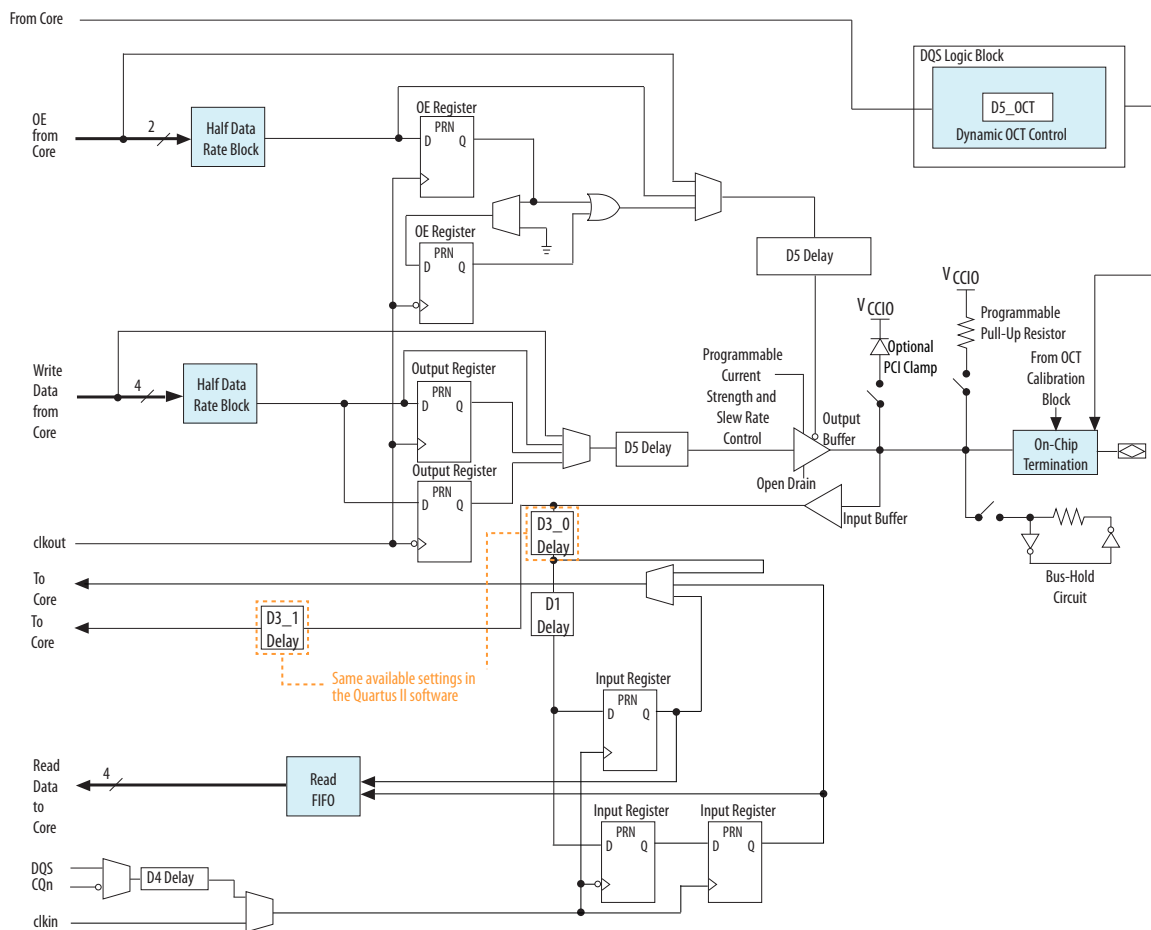 From Core
DQS Logic Block
D5_OCT
Dynamic OCT Control
OE
from
Core
2
Half Data
Rate Block
OE Register
PRN
D Q
OE Register
PRN
D Q
D5 Delay
VCCIO
Optional
PCI Clamp
VCCIO
Programmable
Pull-Up Resistor
From OCT
Calibration
Block
On-Chip
Termination
Write
Data
from
Core
4
Half Data
Rate Block
Output Register
PRN
D Q
Output Register
PRN
D Q
D5 Delay
Programmable
Current
Strength and
Slew Rate
Control
Output
Buffer
Open Drain
Input Buffer
Bus-Hold
Circuit
clkout
D3_0
Delay
To
Core
To
Core
D3_1
Delay
D1
Delay
Same available settings in
the Quartus II software
Input Register
PRN
D Q
Read
Data
to
Core
4
Read
FIFO
Input Register
PRN
D Q
Input Register
PRN
D Q
DQS
CQn
D4 Delay
clkin